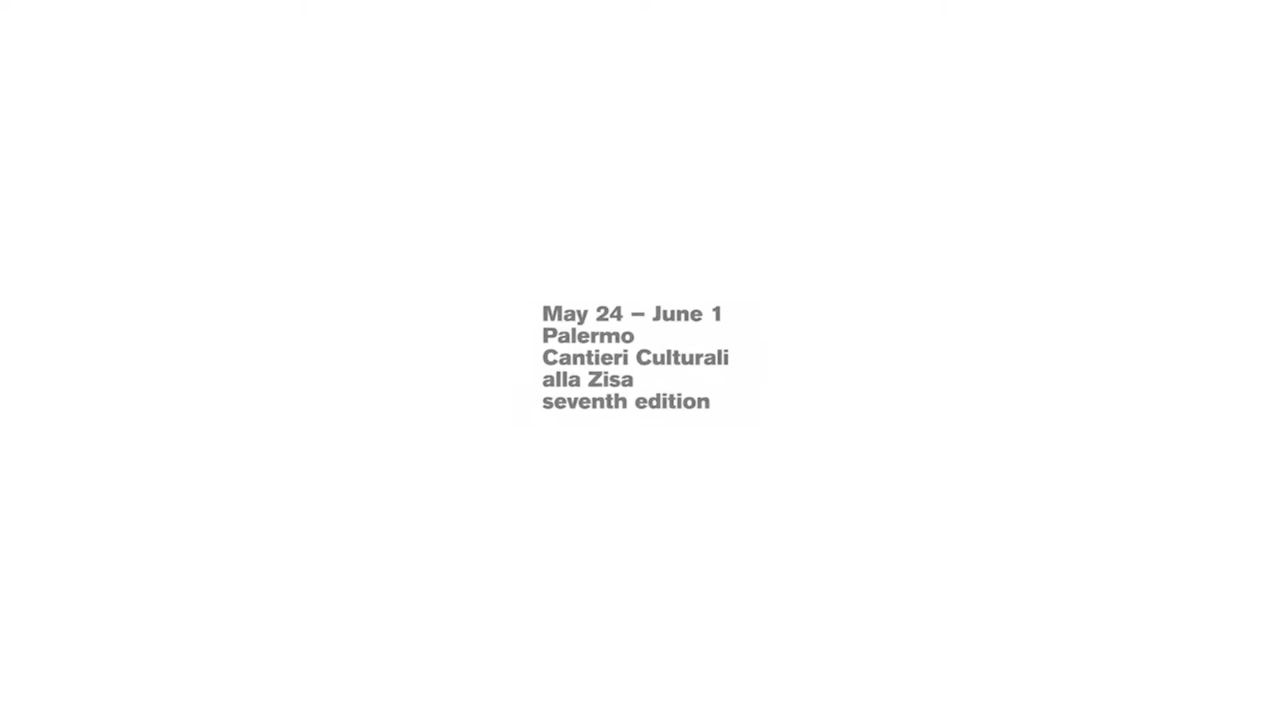 May 24 – June 1
Palermo
Cantieri Culturali
alla Zisa
seventh edition